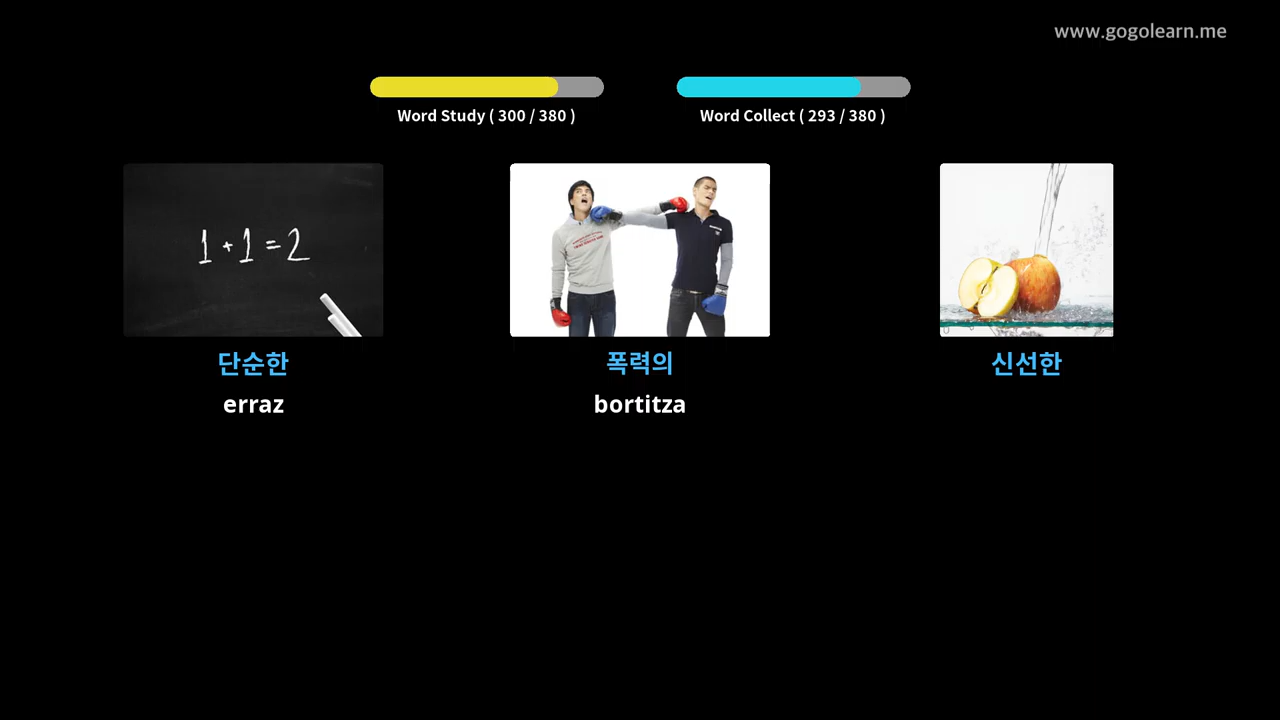 www.gogolearn.me
Word Study ( 300 / 380 )
Word Collect ( 293 / 380 )
1 + 1 = 2
단순한
폭력의
신선한
erraz
bortitza